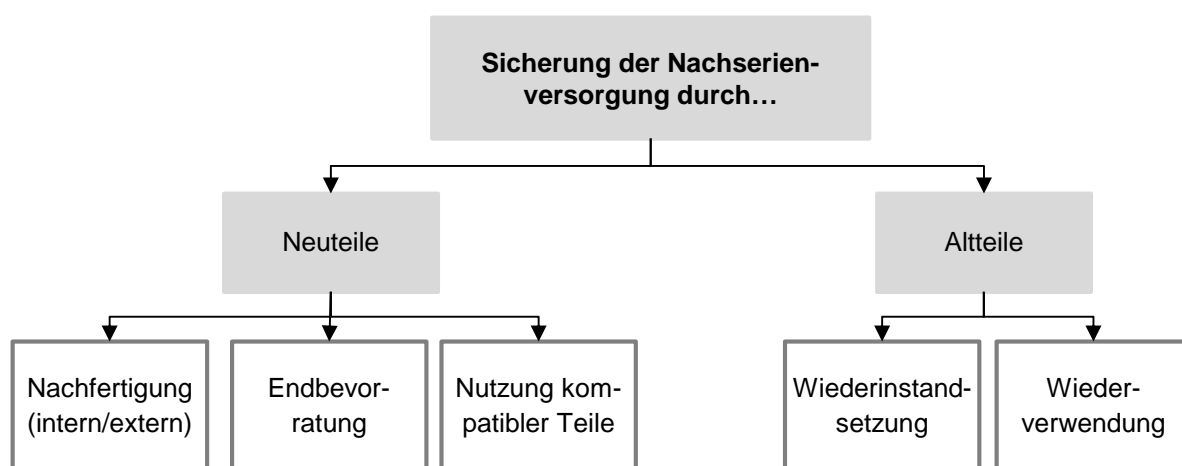 Sicherung der Nachserien-
versorgung durch…
Neuteile
Altteile
Nachfertigung
(intern/extern)
Endbevor-
ratung
Nutzung kom-
patibler Teile
Wiederinstand-
setzung
Wieder-
verwendung